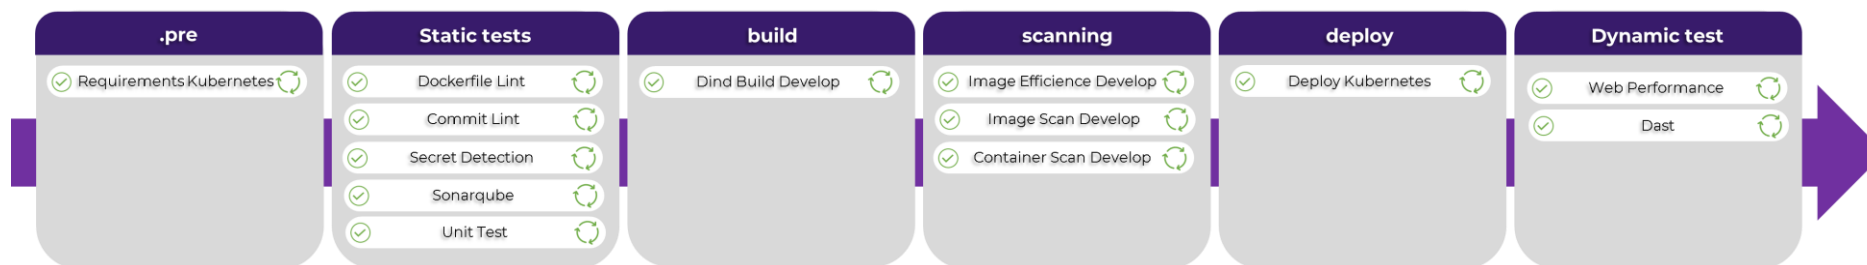 .pre
Requirements Kubernetes
Static tests
Dockerfile Lint
Commit Lint
Secret Detection
Sonarqube
Unit Test
build
Dind Build Develop
scanning
Image Efficience Develop
Image Scan Develop
Container Scan Develop
deploy
Deploy Kubernetes
Dynamic test
Web Performance
Dast